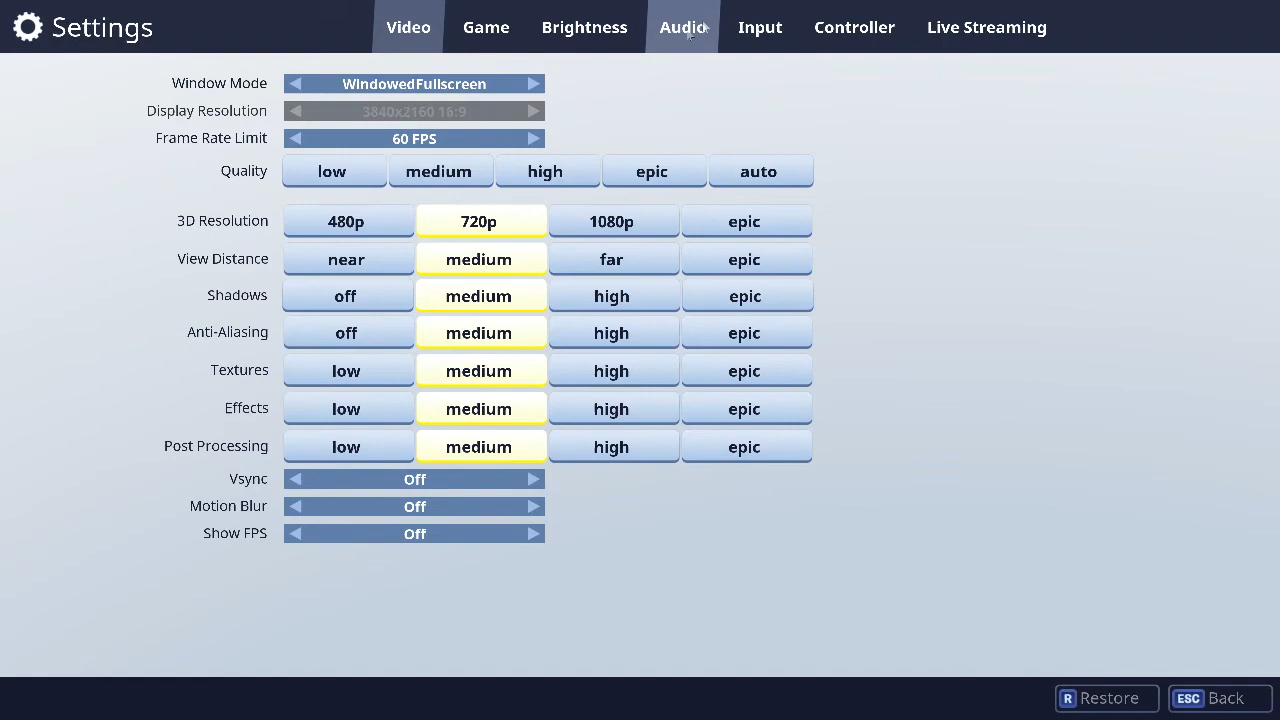 Settings Video Game Brightness Audio Input Controller Live Streaming
Window Mode WindowedFullscreen
Display Resolution 3840x2160 16:9
Frame Rate Limit 60 FPS
Quality low medium high epic auto
3D Resolution 480p 720p 1080p epic
View Distance near medium far epic
Shadows off medium high epic
Anti-Aliasing off medium high epic
Textures low medium high epic
Effects low medium high epic
Post Processing low medium high epic
Vsync Off
Motion Blur Off
Show FPS Off
R Restore ESC Back